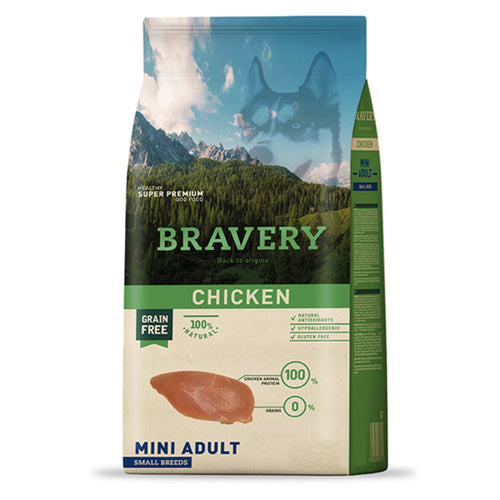 HEALTHY
SUPER PREMIUM
DOG FOOD
BRAVERY
Back to origins
CHICKEN
GRAIN
FREE
100%
NATURAL
NATURAL
ANTIOXIDANTS
HYPOALLERGENIC
GLUTEN FREE
CHICKEN ANIMAL
PROTEIN
100 %
GRAINS
0 %
MINI ADULT
SMALL BREEDS
BRAVERY
CHICKEN
MINI
ADULT